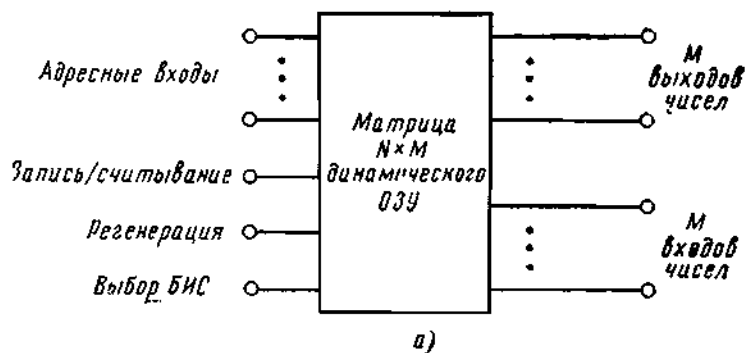 Адресные входы
Запись/считывание
Регенерация
Выбор БИС
Матрица
N×M
динамического
ОЗУ
M
выходов
чисел
M
входов
чисел
а)